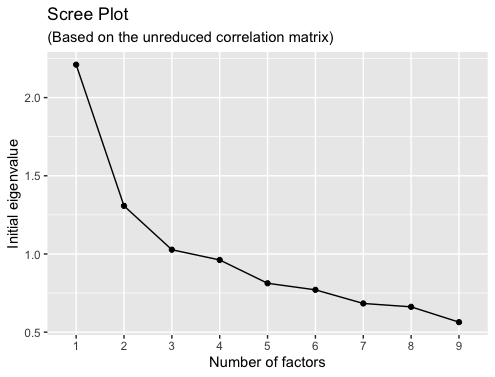 Scree Plot
(Based on the unreduced correlation matrix)
Initial eigenvalue
2.0
1.5
1.0
0.5
1 2 3 4 5 6 7 8 9
Number of factors